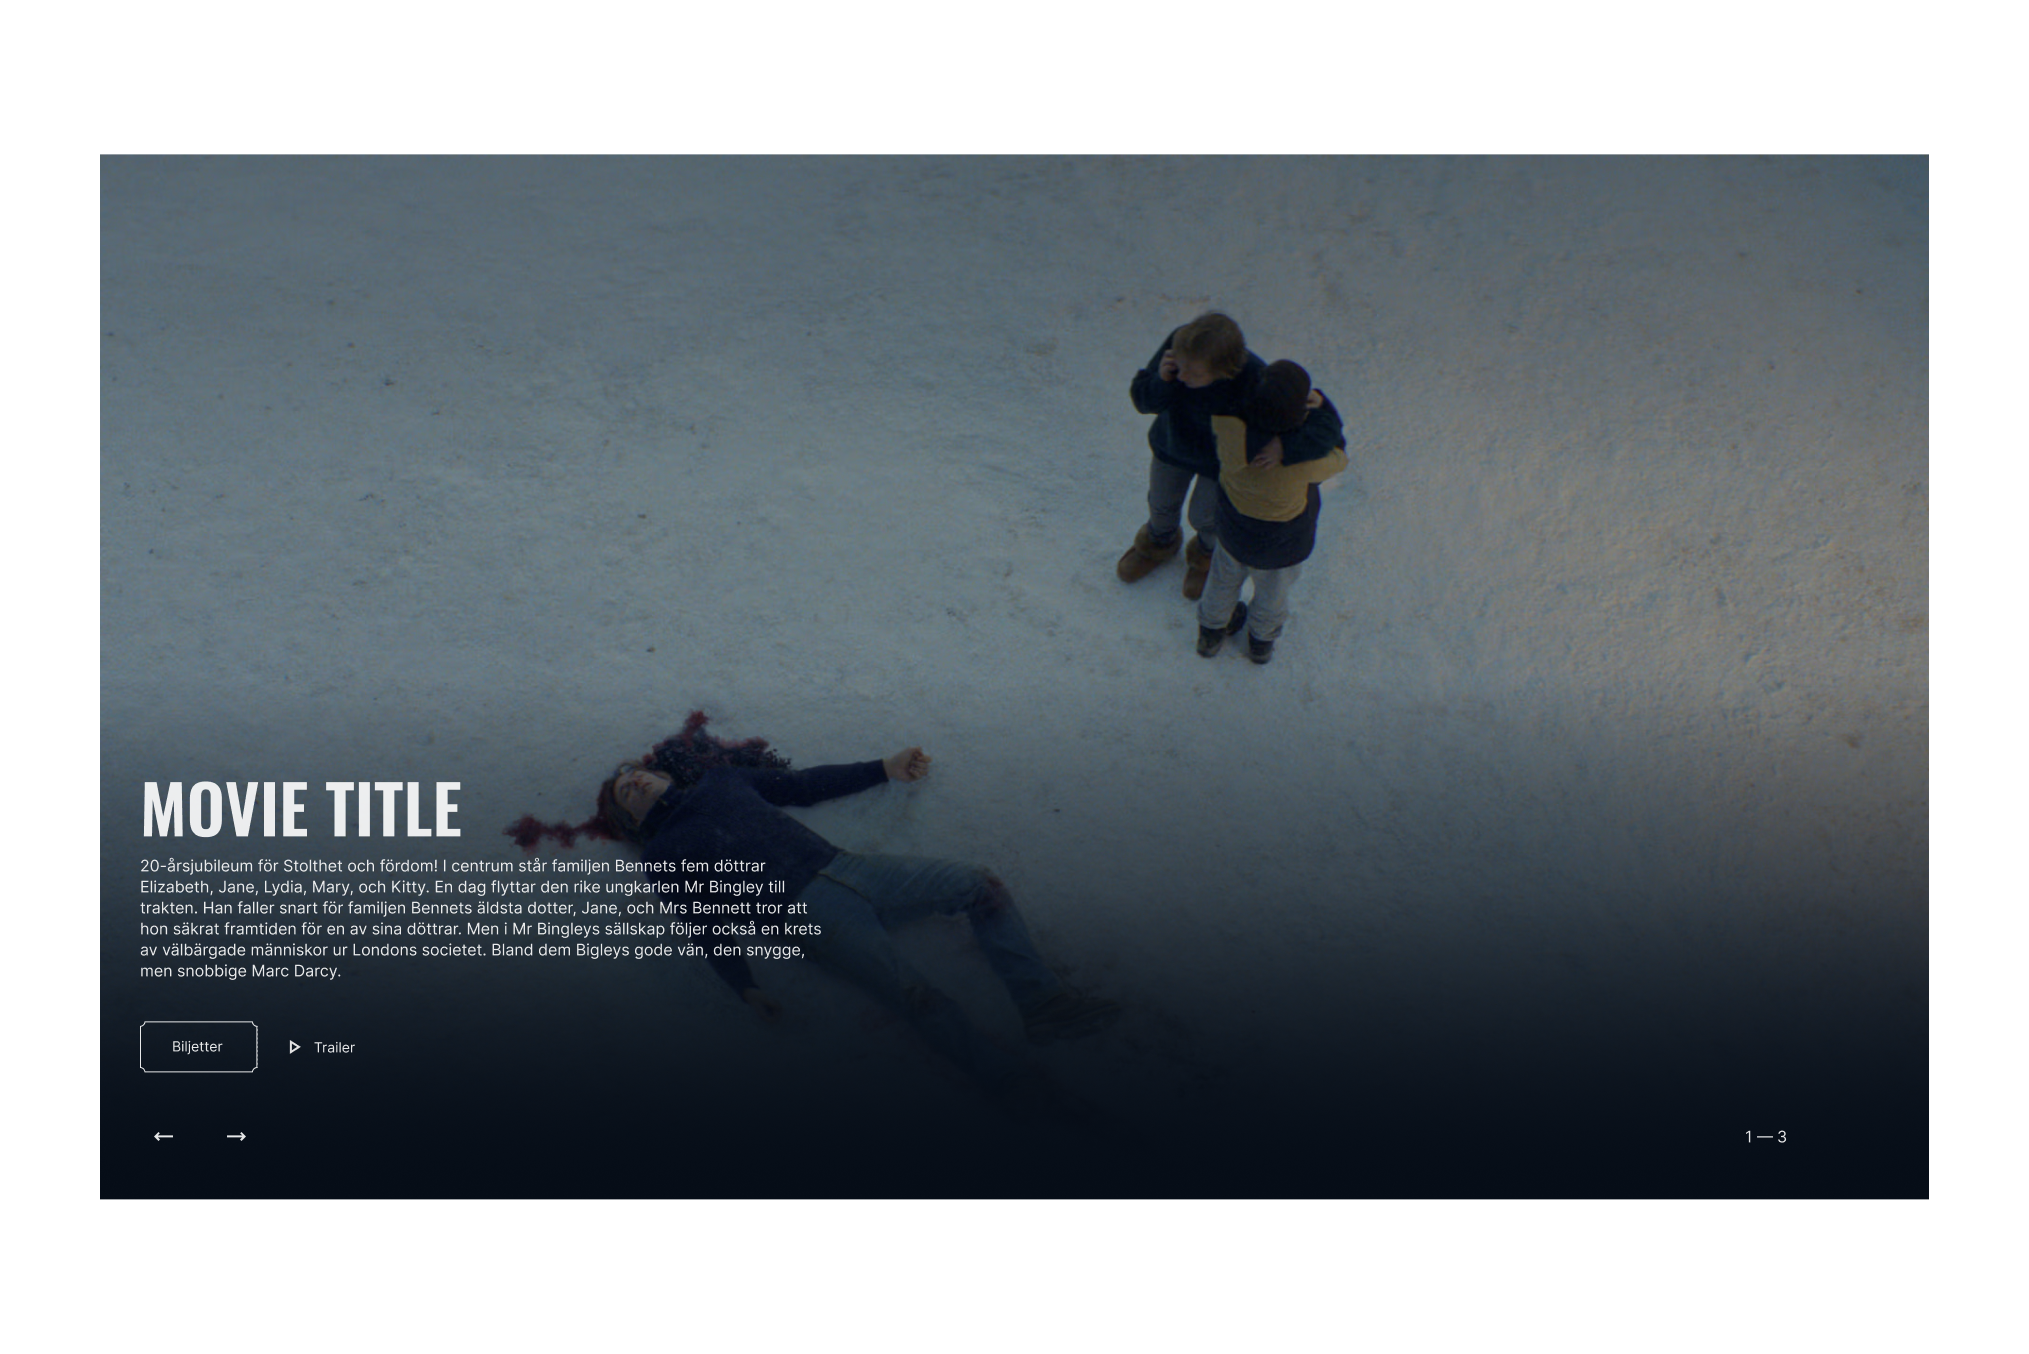 MOVIE TITLE
20-årsjubileum för Stolthet och fördom! I centrum står familjen Bennets fem döttrar
Elizabeth, Jane, Lydia, Mary, och Kitty. En dag flyttar den rike ungkarlen Mr Bingley till
trakten. Han faller snart för familjen Bennets äldsta dotter, Jane, och Mrs Bennett tror att
hon säkrat framtiden för en av sina döttrar. Men i Mr Bingleys sällskap följer också en krets
av välbärgade människor ur Londons societet. Bland dem Bigleys gode vän, den snygge,
men snobbige Marc Darcy.
Biljetter
Trailer
← →
1 — 3